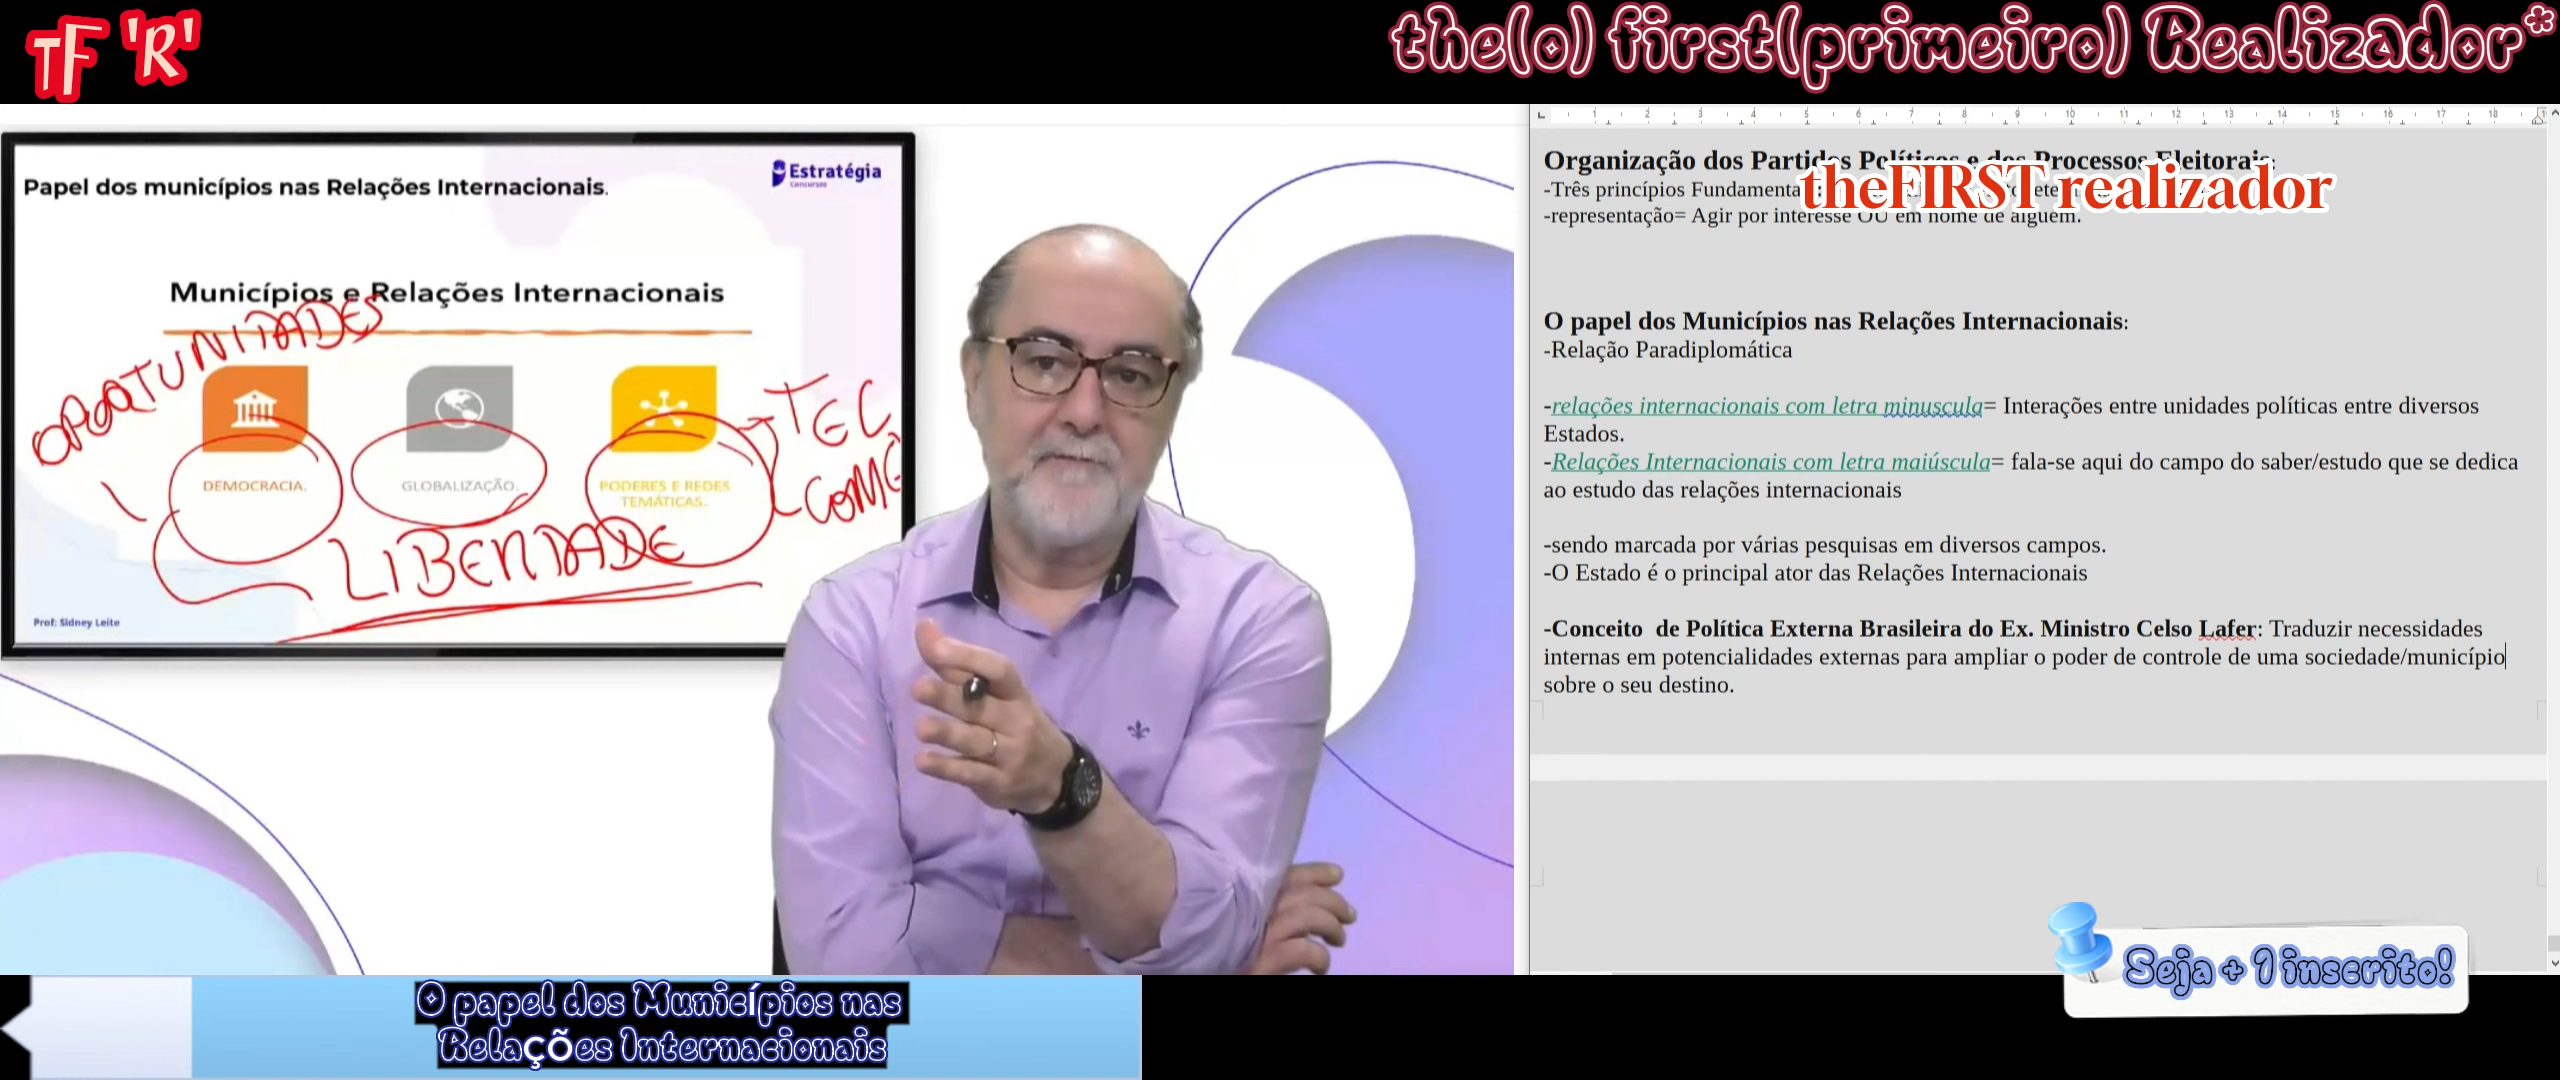 TF 'R'
the(o) first(primeiro) Realizador*
Estratégia
Concursos
Papel dos municípios nas Relações Internacionais.
Municípios e Relações Internacionais
OPORTUNIDADES
TEC
COME
DEMOCRACIA.
GLOBALIZAÇÃO.
PODERES E REDES
TEMÁTICAS.
LIBERDADE
Prof: Sidney Leite
Organização dos Partidos Políticos e dos Processos Eleitorais:
theFIRST realizador
-Três princípios
-representação= Agir por interesse OU em nome de alguém.
O papel dos Municípios nas Relações Internacionais:
-Relação Paradiplomática
-relações internacionais com letra minuscula= Interações entre unidades políticas entre diversos
Estados.
-Relações Internacionais com letra maiúscula= fala-se aqui do campo do saber/estudo que se dedica
ao estudo das relações internacionais
-sendo marcada por várias pesquisas em diversos campos.
-O Estado é o principal ator das Relações Internacionais
-Conceito de Política Externa Brasileira do Ex. Ministro Celso Lafer: Traduzir necessidades
internas em potencialidades externas para ampliar o poder de controle de uma sociedade/município
sobre o seu destino.
Seja + 1 inscrito!
O papel dos Municípios nas
Relações Internacionais